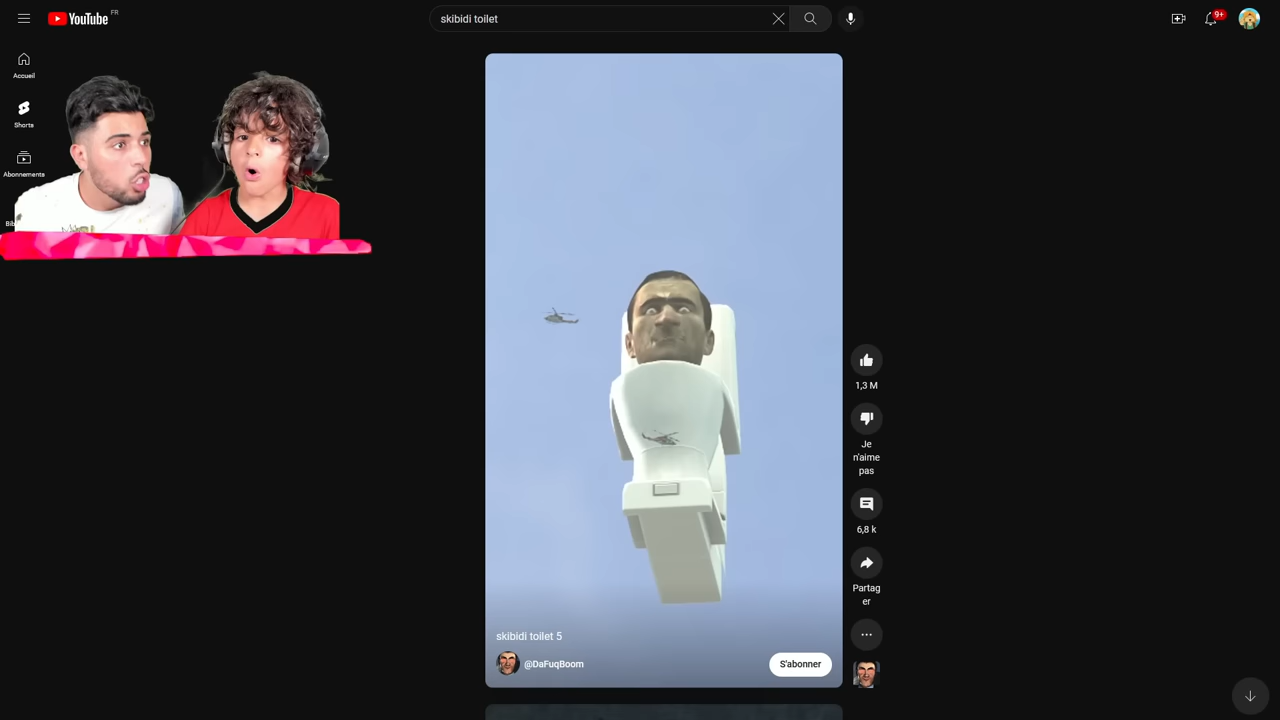 YouTube FR
skibidi toilet
9+
Accueil
Shorts
Abonnements
1,3 M
Je
n'aime
pas
6,8 k
Partag
er
skibidi toilet 5
@DaFuqBoom
S'abonner